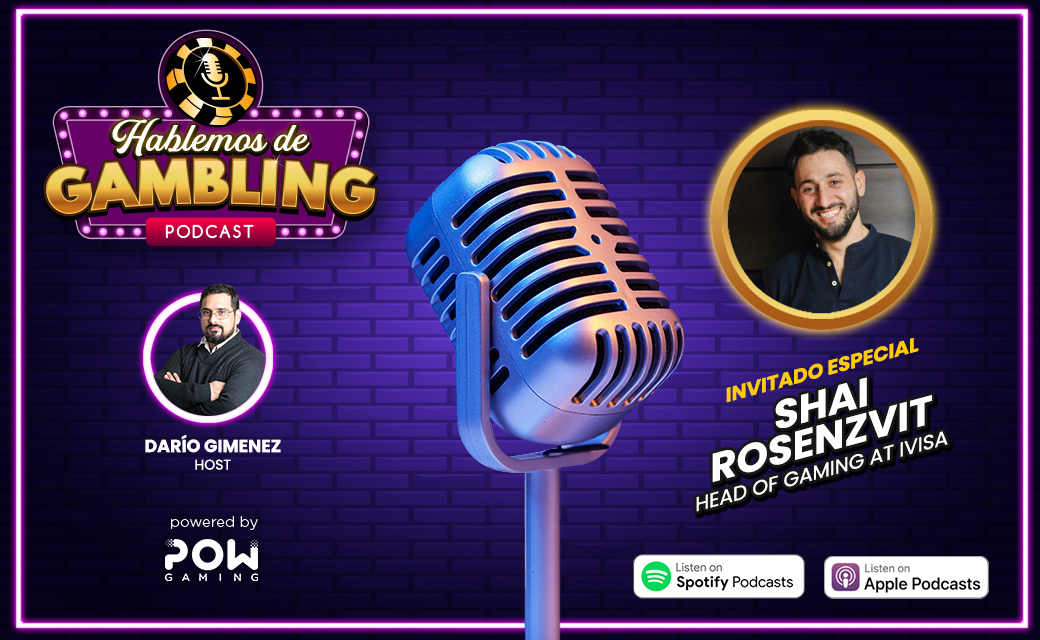 Hablemos de
GAMBLING
PODCAST
DARÍO GIMENEZ
HOST
powered by
POW
GAMING
INVITADO ESPECIAL
SHAI
ROSENZVIT
HEAD OF GAMING AT IVISA
Listen on
Spotify Podcasts
Listen on
Apple Podcasts